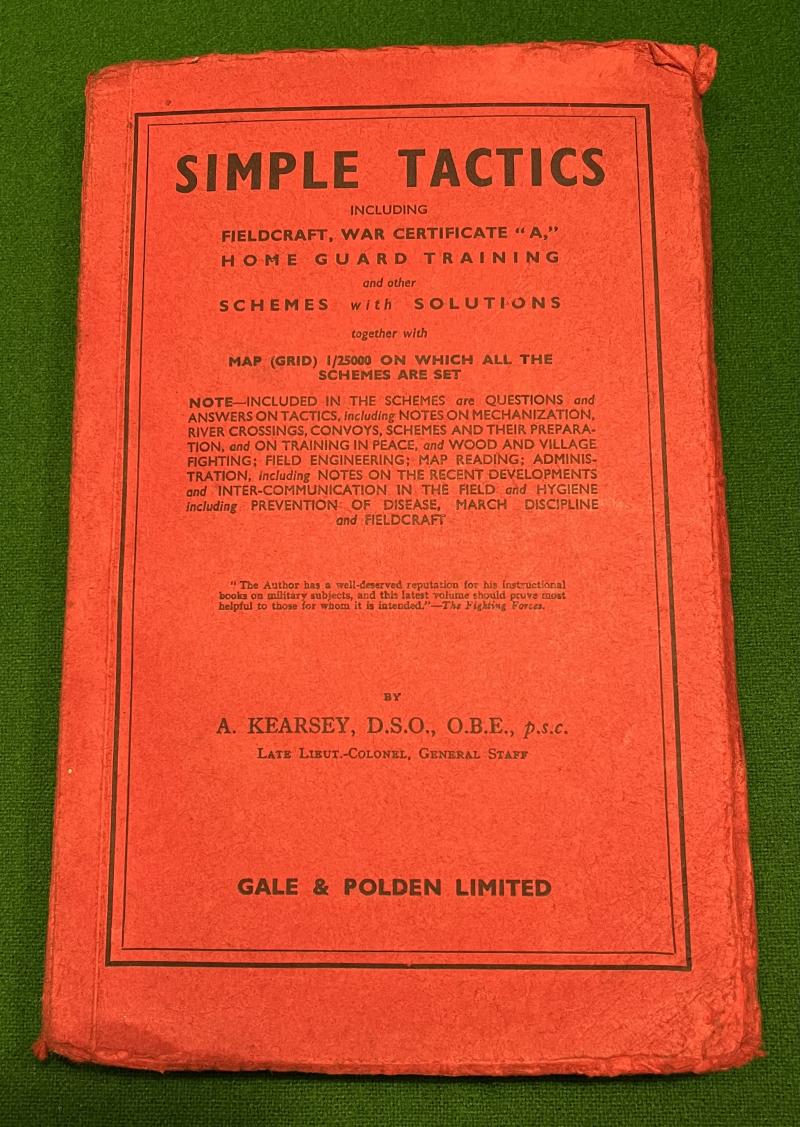 SIMPLE TACTICS
INCLUDING
FIELDCRAFT, WAR CERTIFICATE “A,”
HOME GUARD TRAINING
and other
SCHEMES with SOLUTIONS
together with
MAP (GRID) 1/25000 ON WHICH ALL THE
SCHEMES ARE SET
NOTE—INCLUDED IN THE SCHEMES are QUESTIONS and
ANSWERS ON TACTICS, including NOTES ON MECHANIZATION,
RIVER CROSSINGS, CONVOYS, SCHEMES AND THEIR PREPARA-
TION, and ON TRAINING IN PEACE, and WOOD AND VILLAGE
FIGHTING; FIELD ENGINEERING; MAP READING; ADMINIS-
TRATION, including NOTES ON THE RECENT DEVELOPMENTS
and INTER-COMMUNICATION IN THE FIELD and HYGIENE
including PREVENTION OF DISEASE, MARCH DISCIPLINE
and FIELDCRAFT
“The Author has a well-deserved reputation for his instructional
books on military subjects, and this latest volume should prove most
helpful to those for whom it is intended.”—The Fighting Forces.
BY
A. KEARSEY, D.S.O., O.B.E., p.s.c.
LATE LIEUT.-COLONEL, GENERAL STAFF
GALE & POLDEN LIMITED